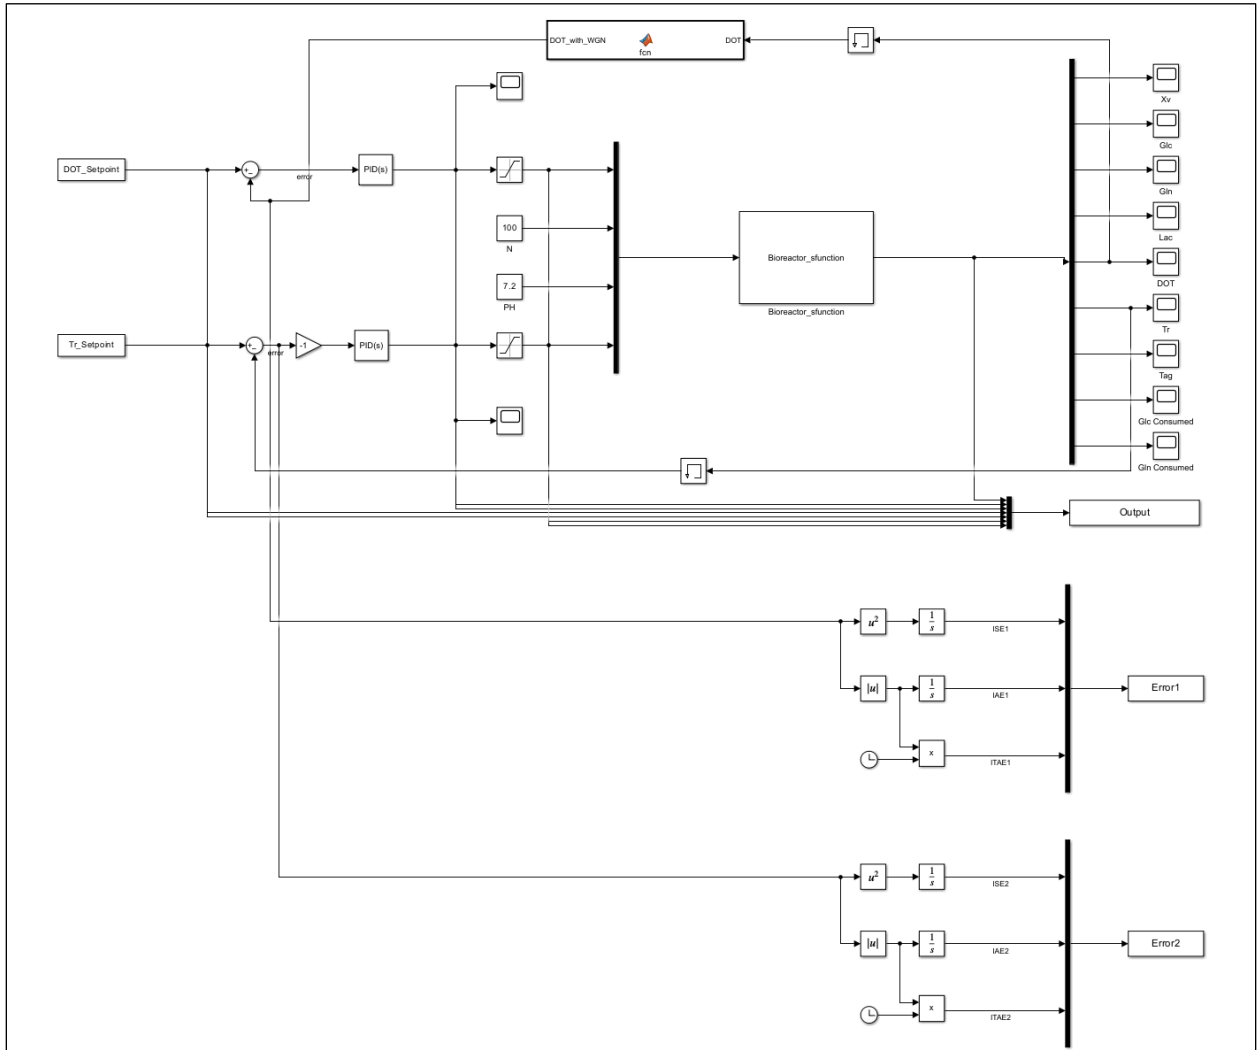 DOT_with_WGN
fcn
DOT
Xv
Glc
DOT_Setpoint
+
_
error
PID(s)
Gln
100
N
Lac
Bioreactor_sfunction
Bioreactor_sfunction
DOT
7.2
PH
Tr
Tr_Setpoint
+
_
error
-1
PID(s)
Tag
Glc Consumed
Gln Consumed
Output
u²
1
s
ISE1
|u|
1
s
IAE1
Error1
x
ITAE1
u²
1
s
ISE2
|u|
1
s
IAE2
Error2
x
ITAE2